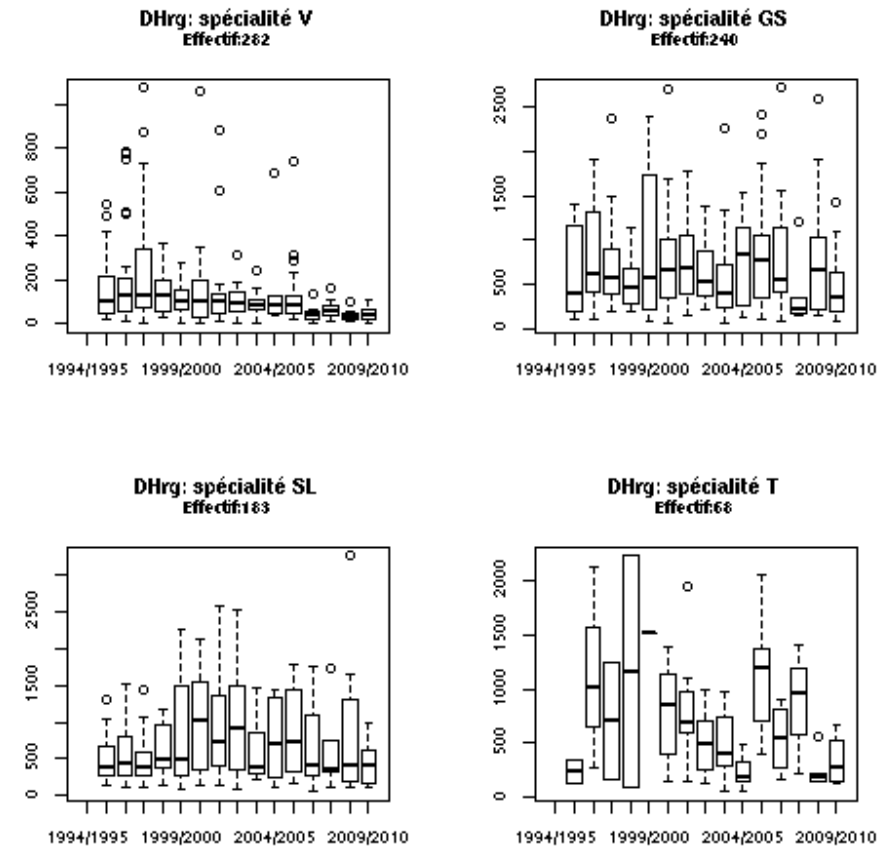 DHrg: spécialité V
Effectif:282
0 200 400 600 800
1994/1995 1999/2000 2004/2005 2009/2010
DHrg: spécialité GS
Effectif:240
0 500 1500 2500
1994/1995 1999/2000 2004/2005 2009/2010
DHrg: spécialité SL
Effectif:183
0 500 1500 2500
1994/1995 1999/2000 2004/2005 2009/2010
DHrg: spécialité T
Effectif:68
0 500 1000 1500 2000
1994/1995 1999/2000 2004/2005 2009/2010